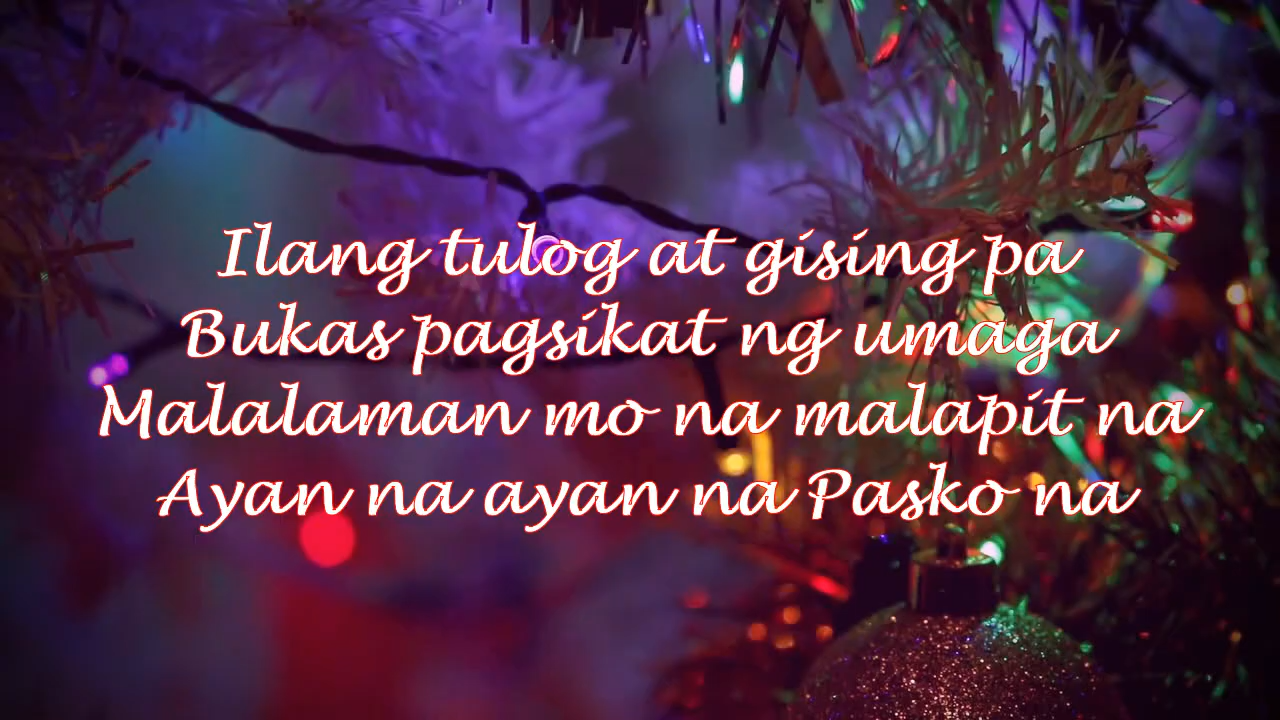 Ilang tulog at gising pa
Bukas pagsikat ng umaga
Malalaman mo na malapit na
Ayan na ayan na Pasko na